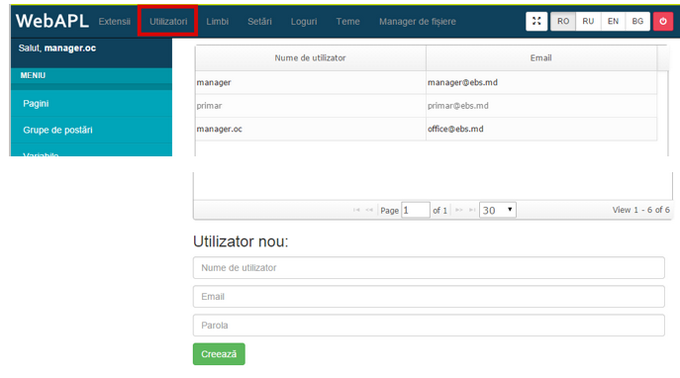 WebAPL Extensii Utilizatori Limbi Setări Loguri Teme Manager de fișiere RO RU EN BG
Salut, manager.oc
MENIU
Pagini
Grupe de postări
Variabile
Nume de utilizator Email
manager manager@ebs.md
primar primar@ebs.md
manager.oc office@ebs.md
Page 1 of 1 30 View 1 - 6 of 6
Utilizator nou:
Nume de utilizator
Email
Parola
Creează